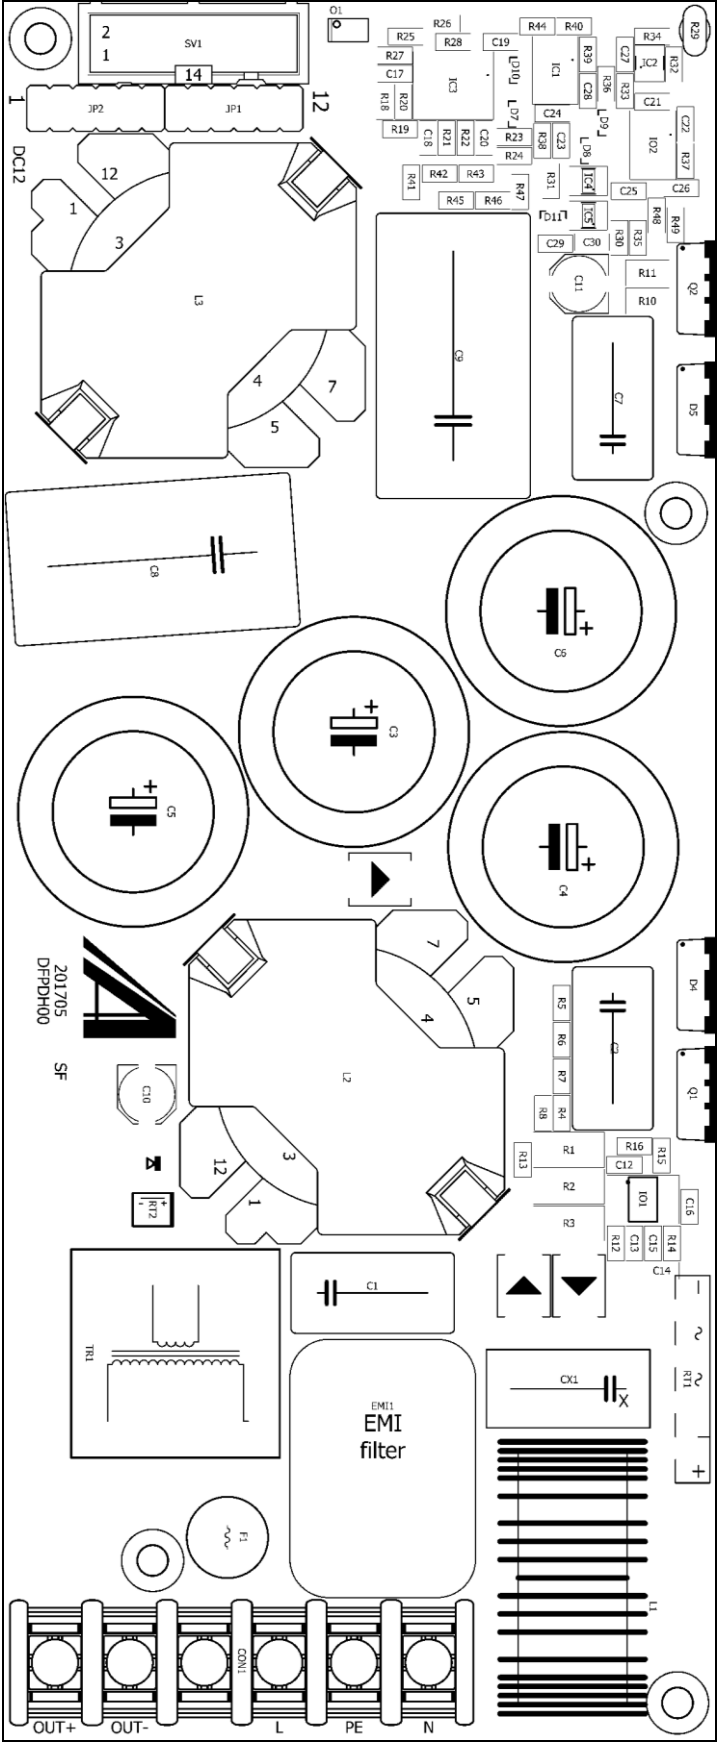 2
1
SV1
14
O1
R26
R25
R28
C19
R44
R40
R34
R29
R27
C17
IC3
D10
IC1
R39
C27
IC2
R32
R18
R20
D7
C28
R36
R33
C21
1
JP2
JP1
12
C24
D9
IO2
C22
R19
C18
R21
R22
C20
R23
R38
C23
D8
R37
R24
DC12
12
R41
R42
R43
R47
R31
IC4
C25
C26
1
3
R45
R46
D11
IC5
R48
R49
C29
C30
R30
R35
L3
C11
R11
R10
Q2
C9
4
7
5
C7
D5
C8
C6
C3
C5
C4
201705
DFPDH00
SF
7
5
4
D4
R5
R6
R7
R8
R4
C2
Q1
C10
L2
12
3
1
RT2
R13
R1
R2
R3
R16
C12
R15
IO1
C16
R12
C13
C15
R14
C14
TR1
C1
EMI1
EMI
filter
CX1
X
RT1
F1
L1
CON1
OUT+
OUT-
L
PE
N